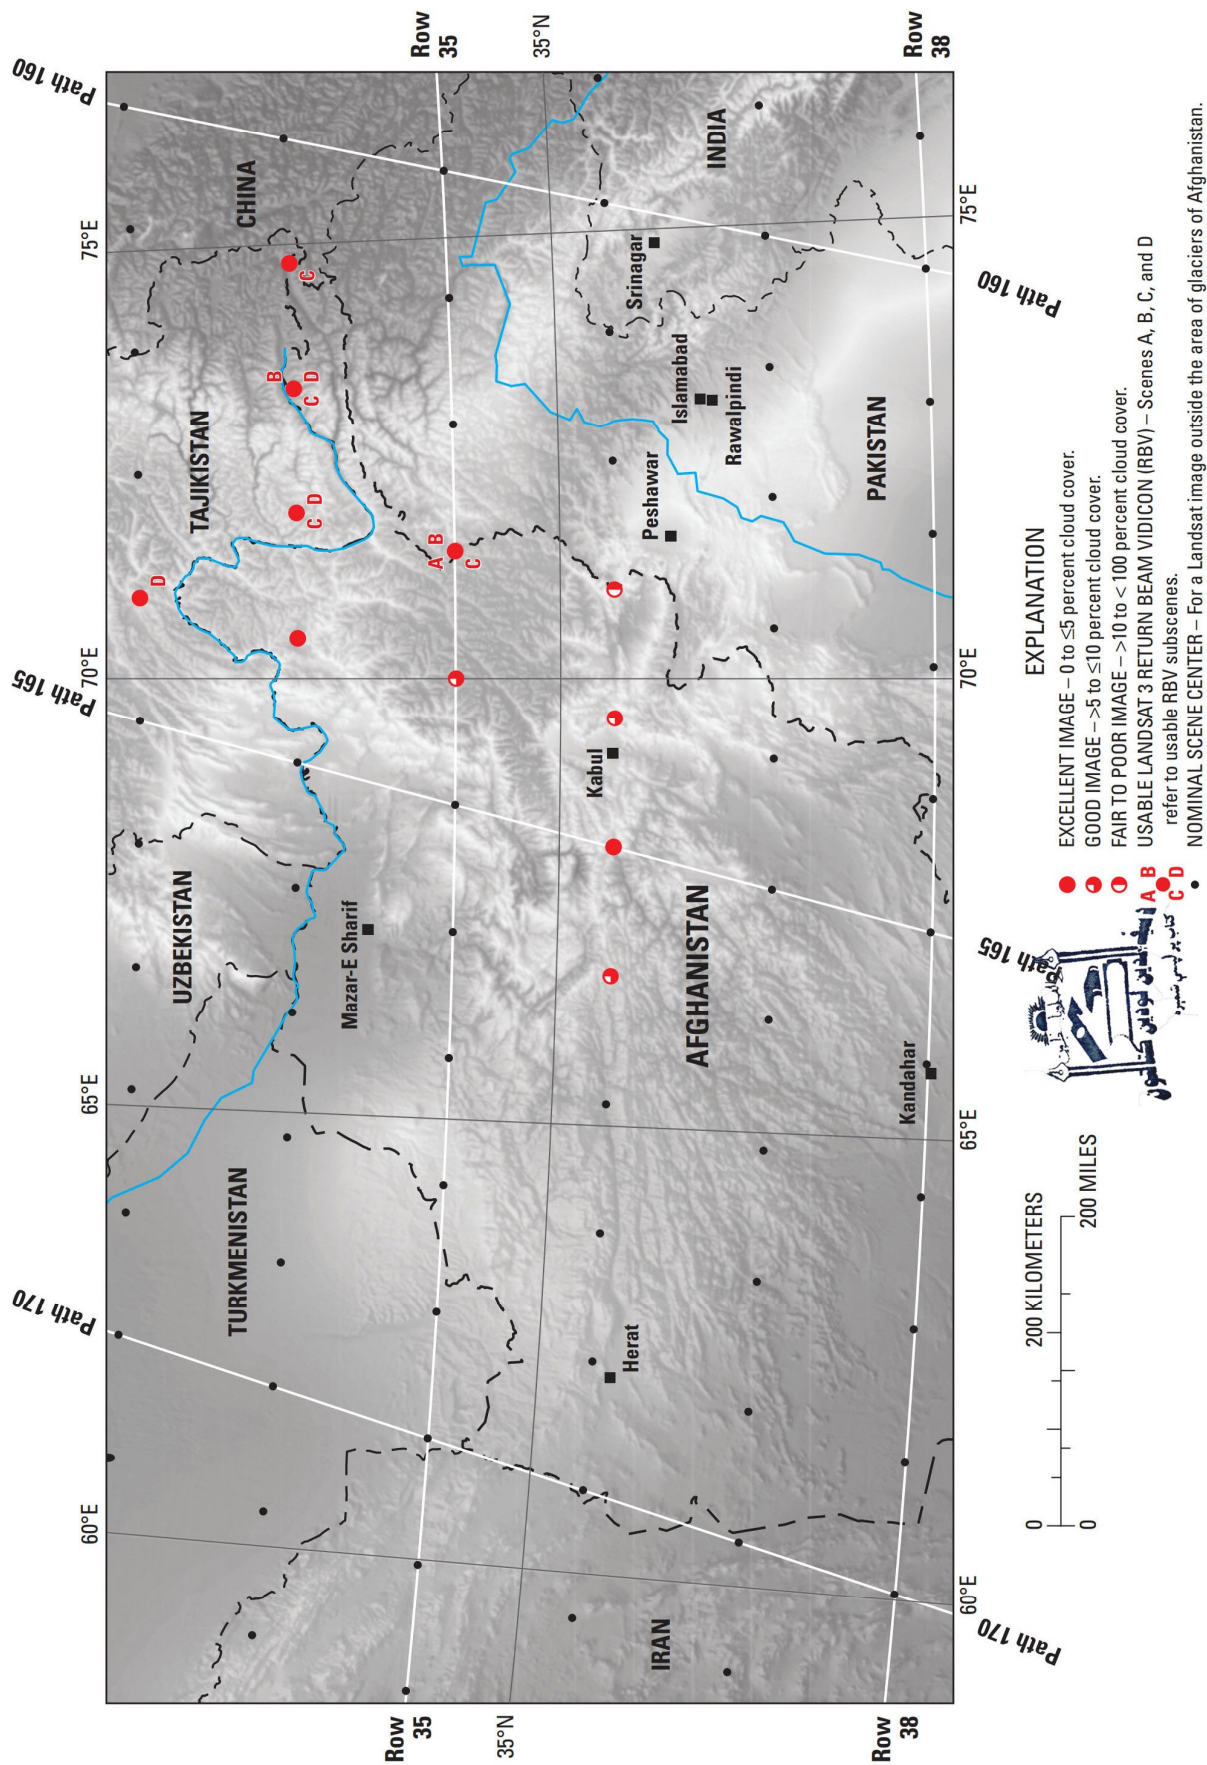 Path 170
65°E
Path 165
70°E
75°E
Path 160
TURKMENISTAN
UZBEKISTAN
TAJIKISTAN
CHINA
D
C D
B
C D
C
Row
35
Row
35
35°N
35°N
A B
C
Mazar-E Sharif
Herat
Kabul
Peshawar
Islamabad
Rawalpindi
Srinagar
INDIA
IRAN
AFGHANISTAN
PAKISTAN
Kandahar
Row
38
Row
38
60°E
60°E
Path 170
65°E
Path 165
70°E
Path 160
75°E
0 200 KILOMETERS
0 200 MILES
EXPLANATION
EXCELLENT IMAGE – 0 to ≤5 percent cloud cover.
GOOD IMAGE – >5 to ≤10 percent cloud cover.
FAIR TO POOR IMAGE – >10 to < 100 percent cloud cover.
A B
C D
USABLE LANDSAT 3 RETURN BEAM VIDICON (RBV) – Scenes A, B, C, and D
refer to usable RBV subscenes.
NOMINAL SCENE CENTER – For a Landsat image outside the area of glaciers of Afghanistan.